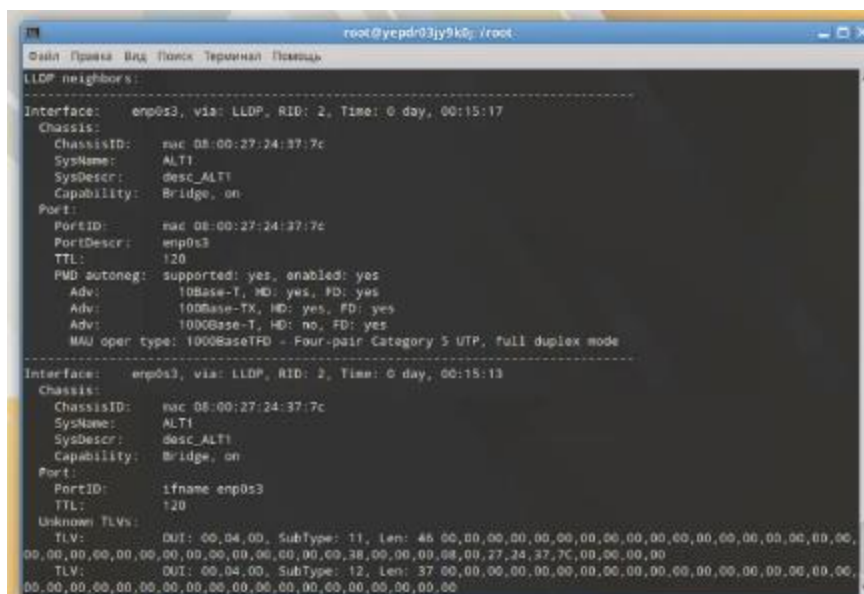 root@yepdr03jy9k0j: /root
Файл Правка Вид Поиск Терминал Помощь
LLDP neighbors:
-------------------------------------------------------------------------------
Interface:    enp0s3, via: LLDP, RID: 2, Time: 0 day, 00:15:17
  Chassis:
    ChassisID:    mac 08:00:27:24:37:7c
    SysName:      ALT1
    SysDescr:     desc_ALT1
    Capability:   Bridge, on
  Port:
    PortID:       mac 08:00:27:24:37:7c
    PortDescr:    enp0s3
    TTL:          120
    PMD autoneg:  supported: yes, enabled: yes
      Adv:          10Base-T, HD: yes, FD: yes
      Adv:          100Base-TX, HD: yes, FD: yes
      Adv:          1000Base-T, HD: no, FD: yes
      MAU oper type: 1000BaseTFD - Four-pair Category 5 UTP, full duplex mode
-------------------------------------------------------------------------------
Interface:    enp0s3, via: LLDP, RID: 2, Time: 0 day, 00:15:13
  Chassis:
    ChassisID:    mac 08:00:27:24:37:7c
    SysName:      ALT1
    SysDescr:     desc_ALT1
    Capability:   Bridge, on
  Port:
    PortID:       ifname enp0s3
    TTL:          120
  Unknown TLVs:
    TLV:          OUI: 00,04,0D, SubType: 11, Len: 46 00,00,00,00,00,00,00,00,00,00,00,00,00,00,00,00,00,00,00,
00,00,00,00,00,00,00,00,00,00,00,00,00,00,38,00,00,00,08,00,27,24,37,7C,00,00,00,00
    TLV:          OUI: 00,04,0D, SubType: 12, Len: 37 00,00,00,00,00,00,00,00,00,00,00,00,00,00,00,00,00,00,00,
00,00,00,00,00,00,00,00,00,00,00,00,00,00,00,00,00,00